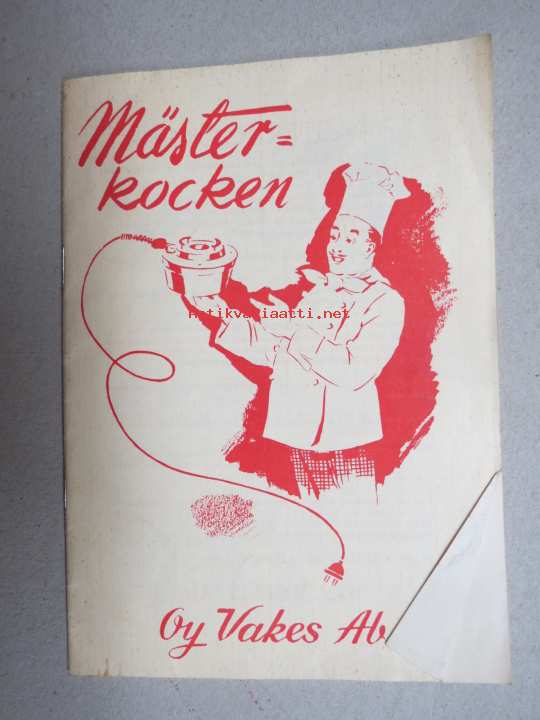 Mäster=
kocken
antikvariaatti.net
Oy Vakes Ab